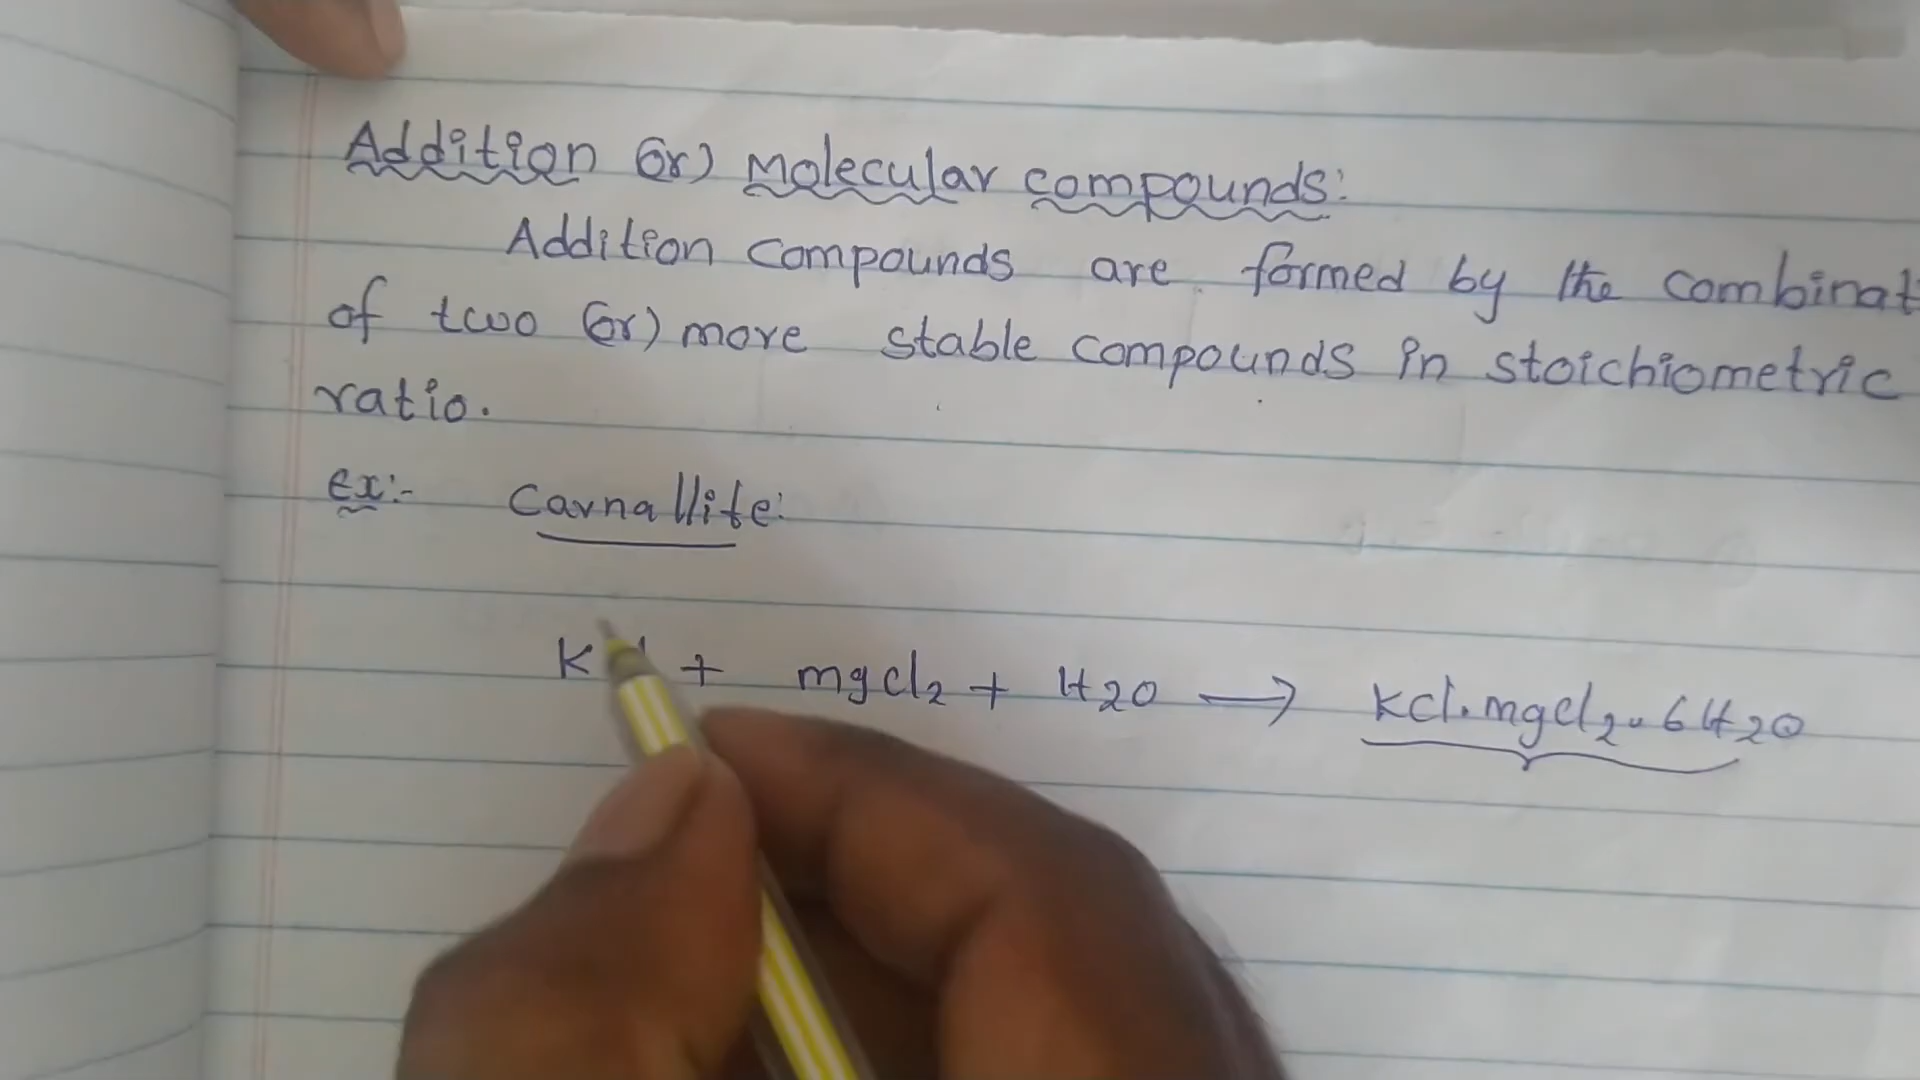 Addition (or) Molecular compounds:
Addition compounds are formed by the combinat
of two (or) more stable compounds in stoichiometric
ratio.
ex:- Carnallite:
K + mgcl2 + H2O → Kcl.mgcl2.6H2O